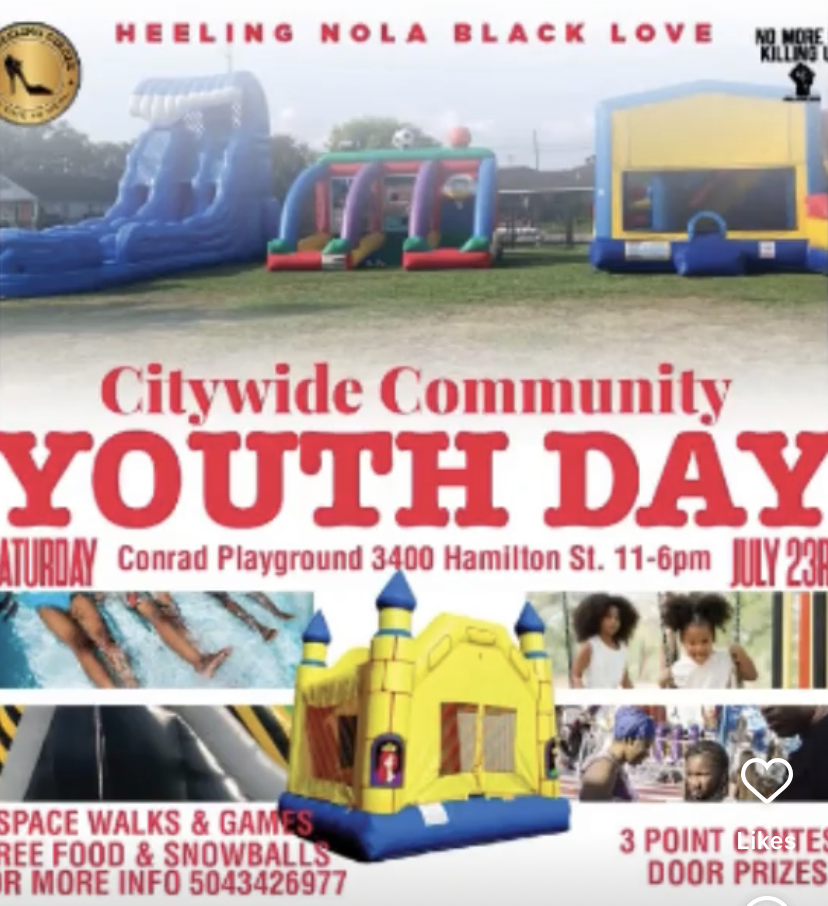 HEELING NOLA BLACK LOVE
NO MORE
KILLING U
Citywide Community
YOUTH DAY
ATURDAY Conrad Playground 3400 Hamilton St. 11-6pm JULY 23R
SPACE WALKS & GAMES
REE FOOD & SNOWBALLS
OR MORE INFO 5043426977
3 POINT CONTES
DOOR PRIZES
Likes